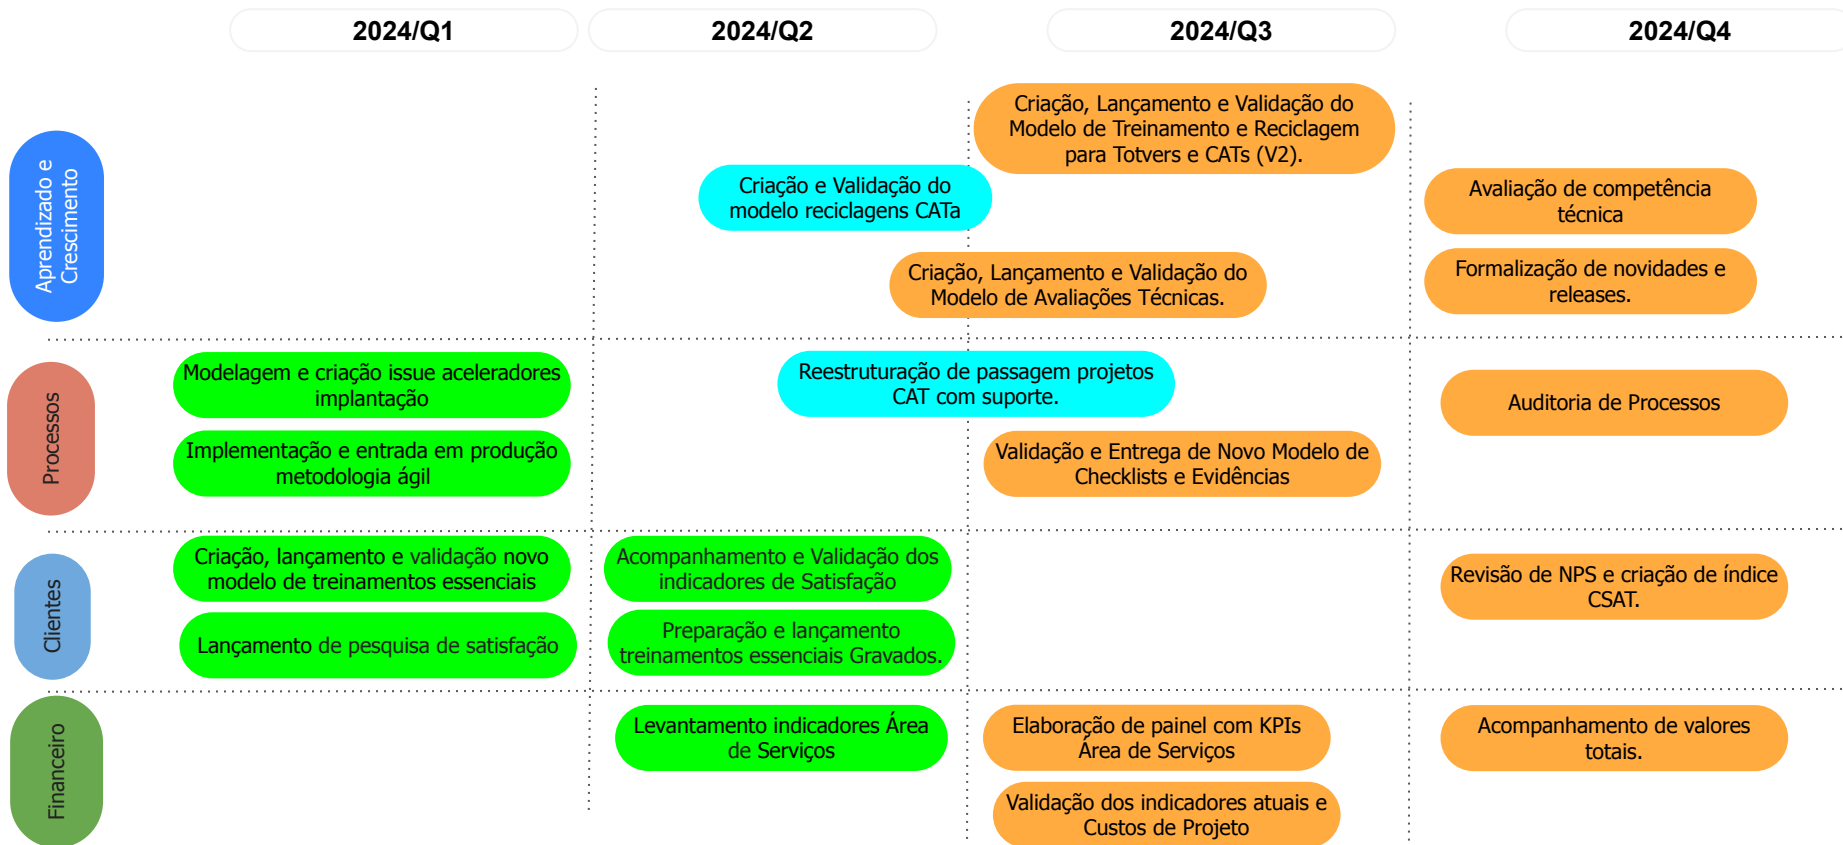 2024/Q1
2024/Q2
2024/Q3
2024/Q4
Aprendizado e
Crescimento
Criação, Lançamento e Validação do
Modelo de Treinamento e Reciclagem
para Totvers e CATs (V2).
Criação e Validação do
modelo reciclagens CATa
Avaliação de competência
técnica
Criação, Lançamento e Validação do
Modelo de Avaliações Técnicas.
Formalização de novidades e
releases.
Processos
Modelagem e criação issue aceleradores
implantação
Reestruturação de passagem projetos
CAT com suporte.
Auditoria de Processos
Implementação e entrada em produção
metodologia ágil
Validação e Entrega de Novo Modelo de
Checklists e Evidências
Clientes
Criação, lançamento e validação novo
modelo de treinamentos essenciais
Acompanhamento e Validação dos
indicadores de Satisfação
Revisão de NPS e criação de índice
CSAT.
Lançamento de pesquisa de satisfação
Preparação e lançamento
treinamentos essenciais Gravados.
Financeiro
Levantamento indicadores Área
de Serviços
Elaboração de painel com KPIs
Área de Serviços
Acompanhamento de valores
totais.
Validação dos indicadores atuais e
Custos de Projeto